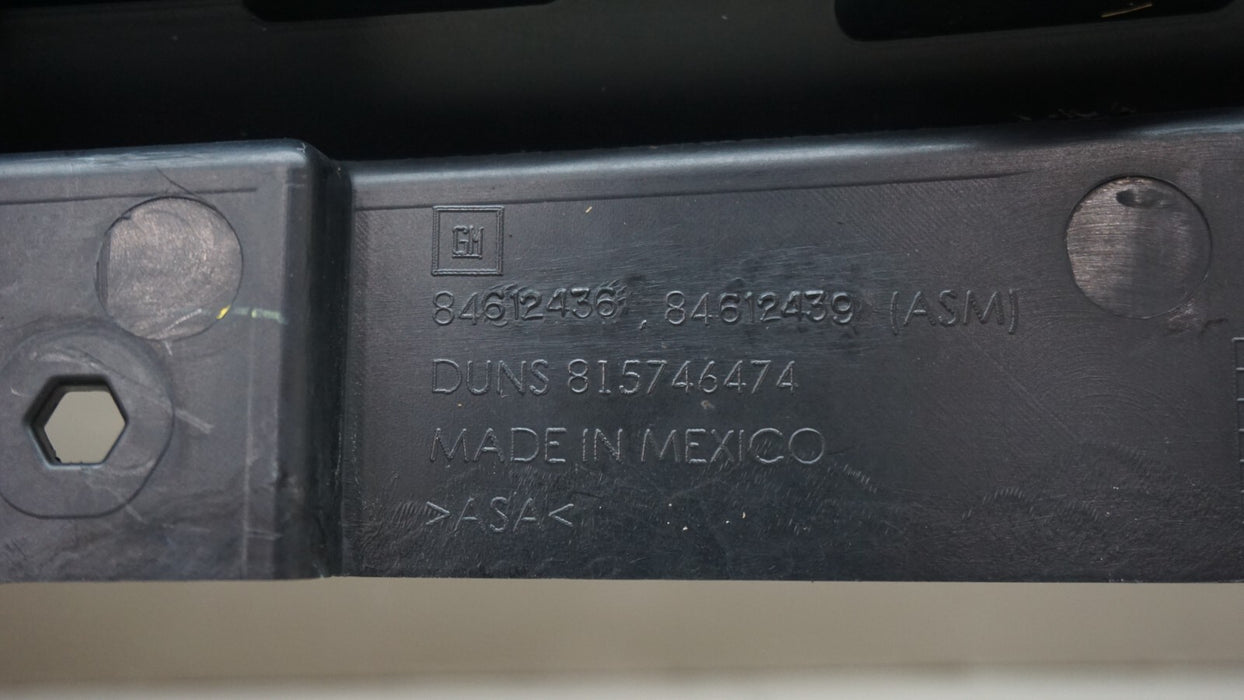 GM
84612436, 84612439 (ASM)
DUNS 815746474
MADE IN MEXICO
>ASA<